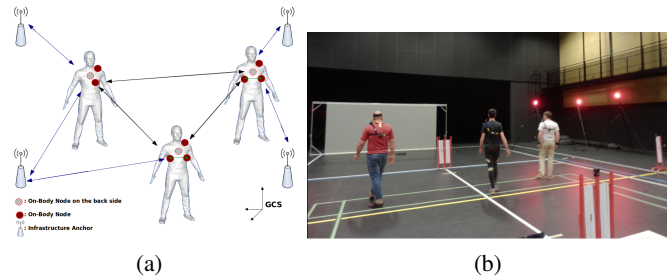 GCS
: On-Body Node on the back side
: On-Body Node
: Infrastructure Anchor
(a)
(b)